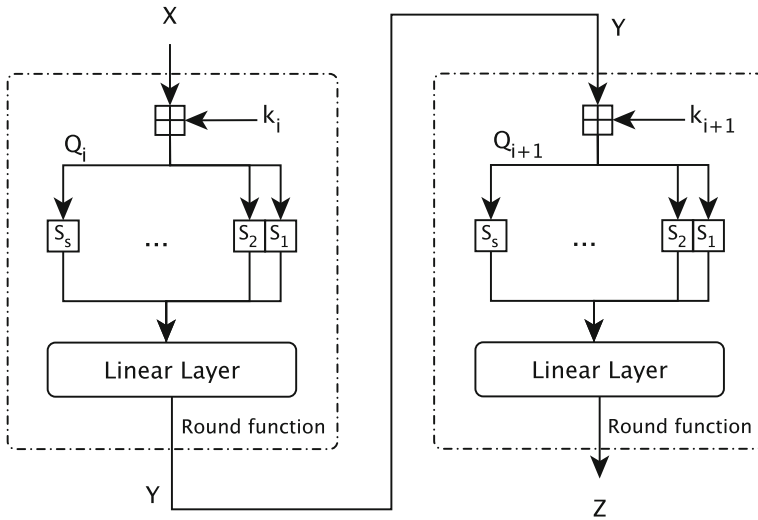 X
k_i
Q_i
S_s ... S_2 S_1
Linear Layer
Round function
Y
Y
k_{i+1}
Q_{i+1}
S_s ... S_2 S_1
Linear Layer
Round function
Z